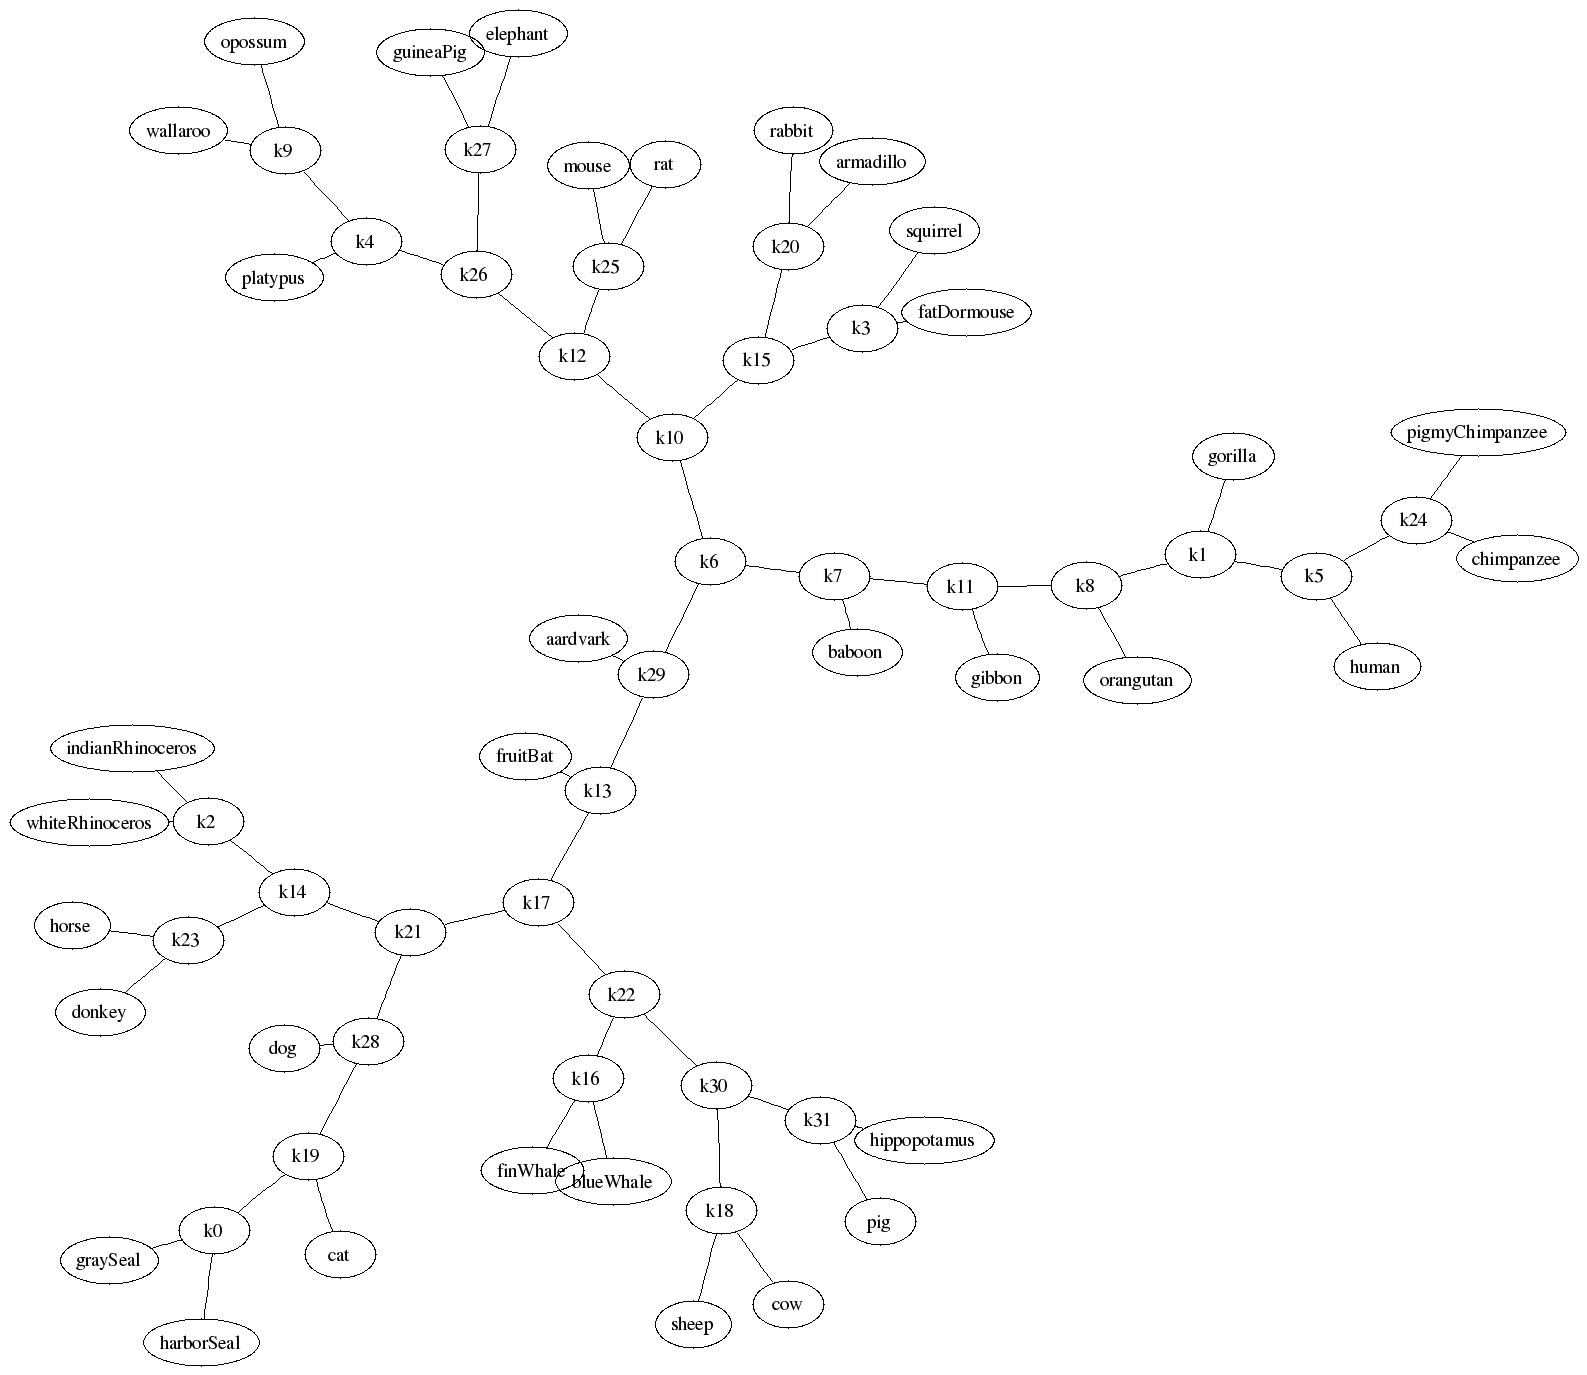 elephant
opossum
guineaPig
wallaroo
rabbit
k9
k27
armadillo
mouse
rat
squirrel
k4
k20
k25
k26
platypus
fatDormouse
k3
k12
k15
pigmyChimpanzee
k10
gorilla
k24
k1
chimpanzee
k6
k7
k11
k8
k5
aardvark
baboon
human
k29
gibbon
orangutan
indianRhinoceros
fruitBat
k13
whiteRhinoceros
k2
k14
k17
horse
k21
k23
k22
donkey
k28
dog
k16
k30
k31
hippopotamus
k19
finWhale
blueWhale
k18
pig
k0
cat
graySeal
cow
sheep
harborSeal